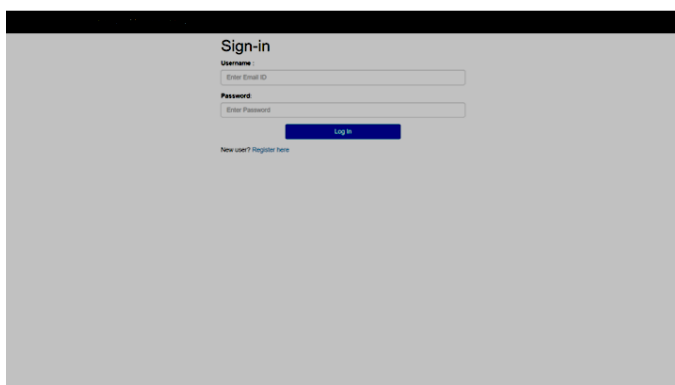 Sign-in
Username :
Enter Email ID
Password:
Enter Password
Log In
New user? Register here